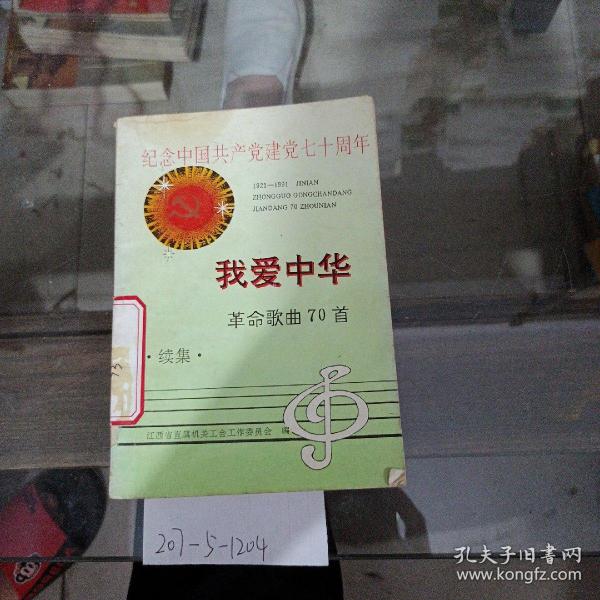 纪念中国共产党建党七十周年
1921—1991 JINIAN
ZHONGGUO GONGCHANDANG
JIANDANG 70 ZHOUNIAN
我爱中华
革命歌曲70首
·续集·
江西省直属机关工会工作委员会 编
207-5-1204
孔夫子旧书网
www.kongfz.com